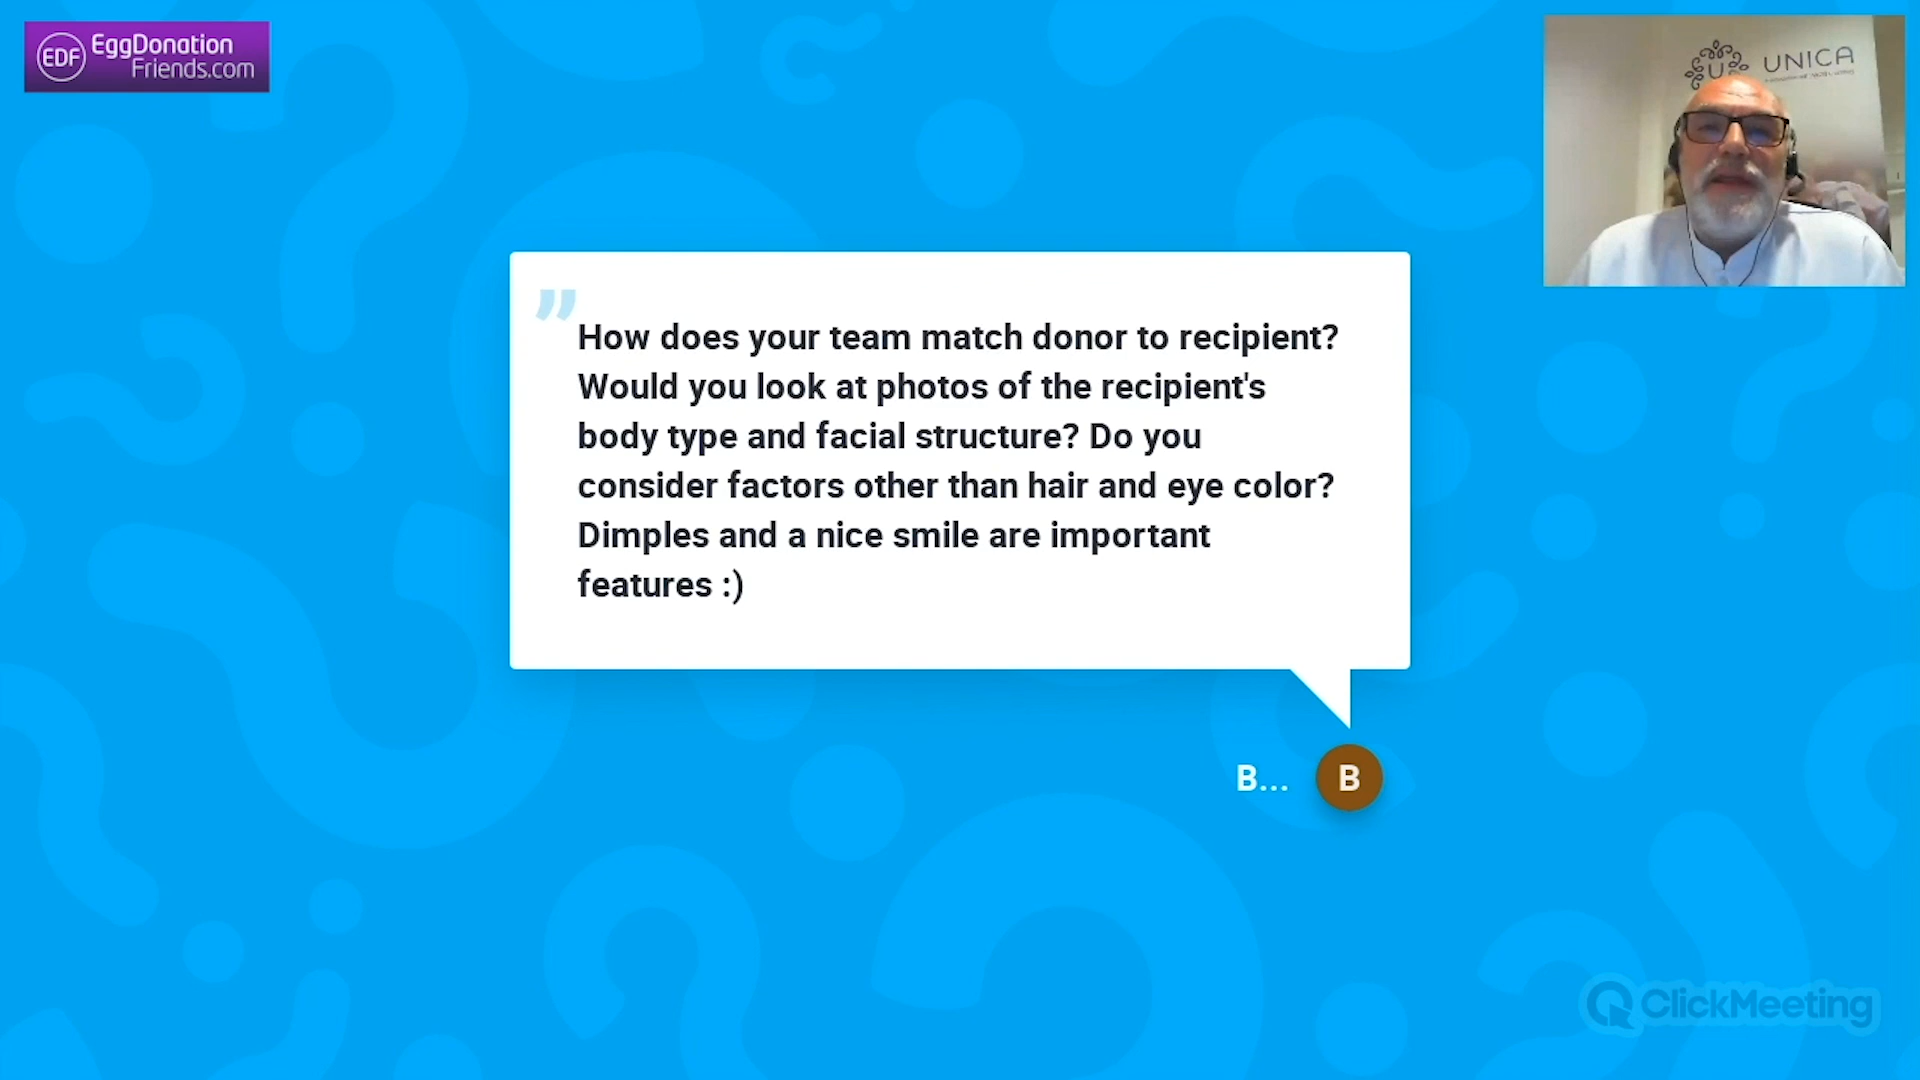 EDF EggDonation
Friends.com
UNICA
"
How does your team match donor to recipient?
Would you look at photos of the recipient's
body type and facial structure? Do you
consider factors other than hair and eye color?
Dimples and a nice smile are important
features :)
B... B
ClickMeeting